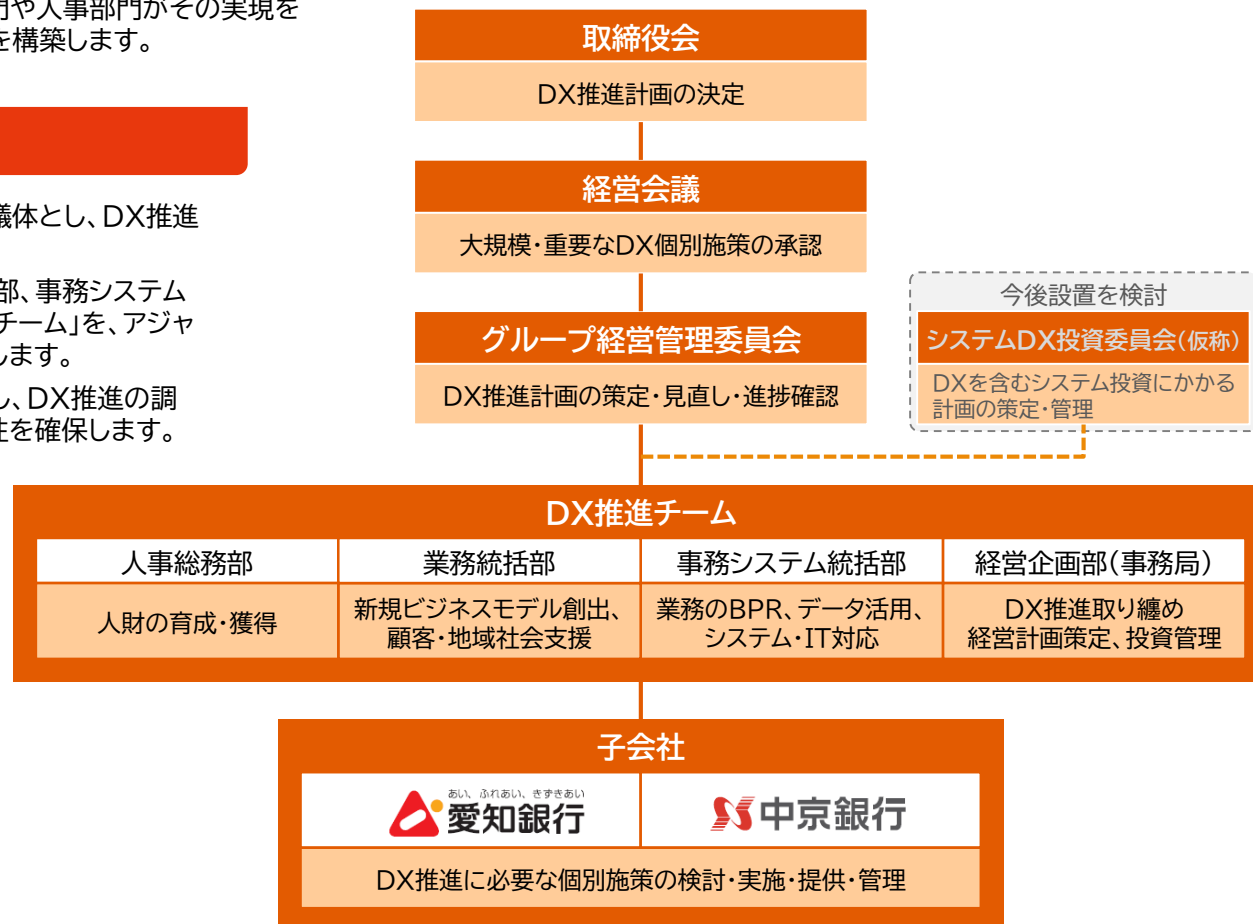 門や人事部門がその実現を
を構築します。
議体とし、DX推進
部、事務システム
チーム」を、アジャ
します。
し、DX推進の調
性を確保します。
取締役会
DX推進計画の決定
経営会議
大規模・重要なDX個別施策の承認
グループ経営管理委員会
DX推進計画の策定・見直し・進捗確認
今後設置を検討
システムDX投資委員会(仮称)
DXを含むシステム投資にかかる
計画の策定・管理
DX推進チーム
人事総務部
人財の育成・獲得
業務統括部
新規ビジネスモデル創出、
顧客・地域社会支援
事務システム統括部
業務のBPR、データ活用、
システム・IT対応
経営企画部(事務局)
DX推進取り纏め
経営計画策定、投資管理
子会社
あい、ふれあい、きずきあい
愛知銀行
中京銀行
DX推進に必要な個別施策の検討・実施・提供・管理